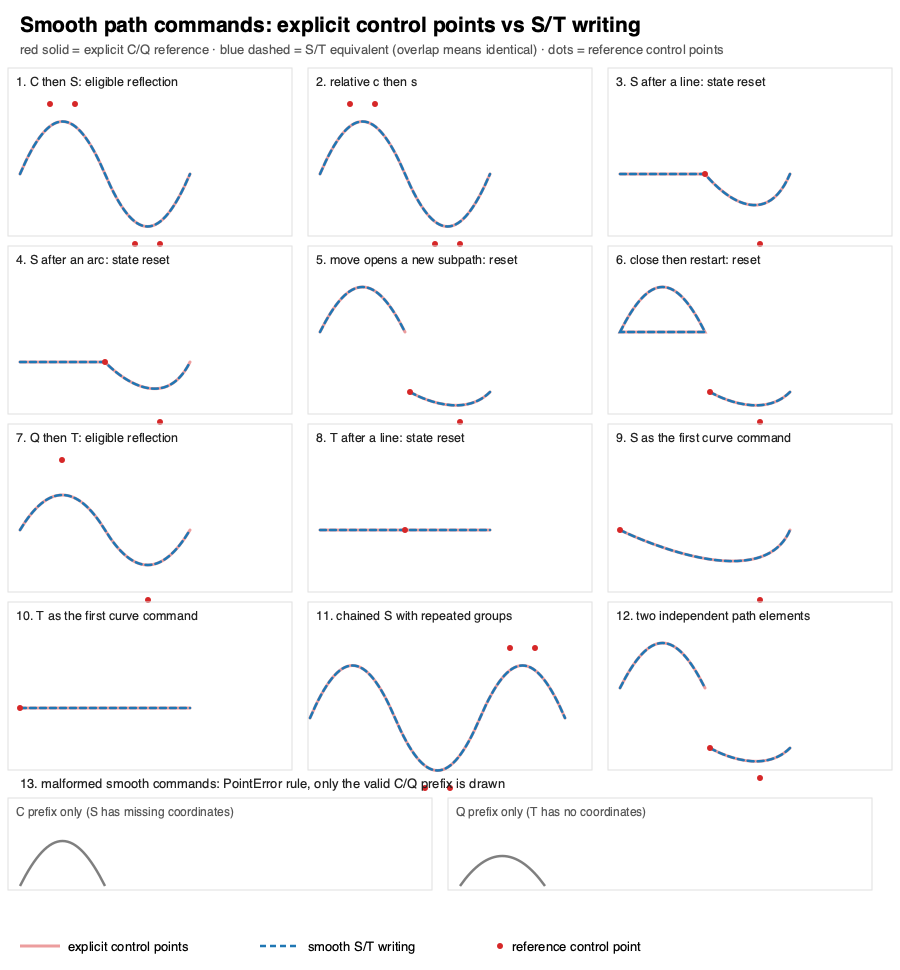 Smooth path commands: explicit control points vs S/T writing
red solid = explicit C/Q reference · blue dashed = S/T equivalent (overlap means identical) · dots = reference control points
1. C then S: eligible reflection
2. relative c then s
3. S after a line: state reset
4. S after an arc: state reset
5. move opens a new subpath: reset
6. close then restart: reset
7. Q then T: eligible reflection
8. T after a line: state reset
9. S as the first curve command
10. T as the first curve command
11. chained S with repeated groups
12. two independent path elements
13. malformed smooth commands: PointError rule, only the valid C/Q prefix is drawn
C prefix only (S has missing coordinates)
Q prefix only (T has no coordinates)
explicit control points
smooth S/T writing
reference control point